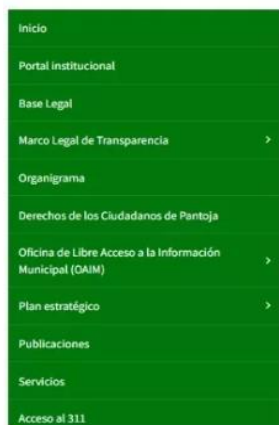 Inicio
Portal institucional
Base Legal
Marco Legal de Transparencia
Organigrama
Derechos de los Ciudadanos de Pantoja
Oficina de Libre Acceso a la Información
Municipal (OAIM)
Plan estratégico
Publicaciones
Servicios
Acceso al 311